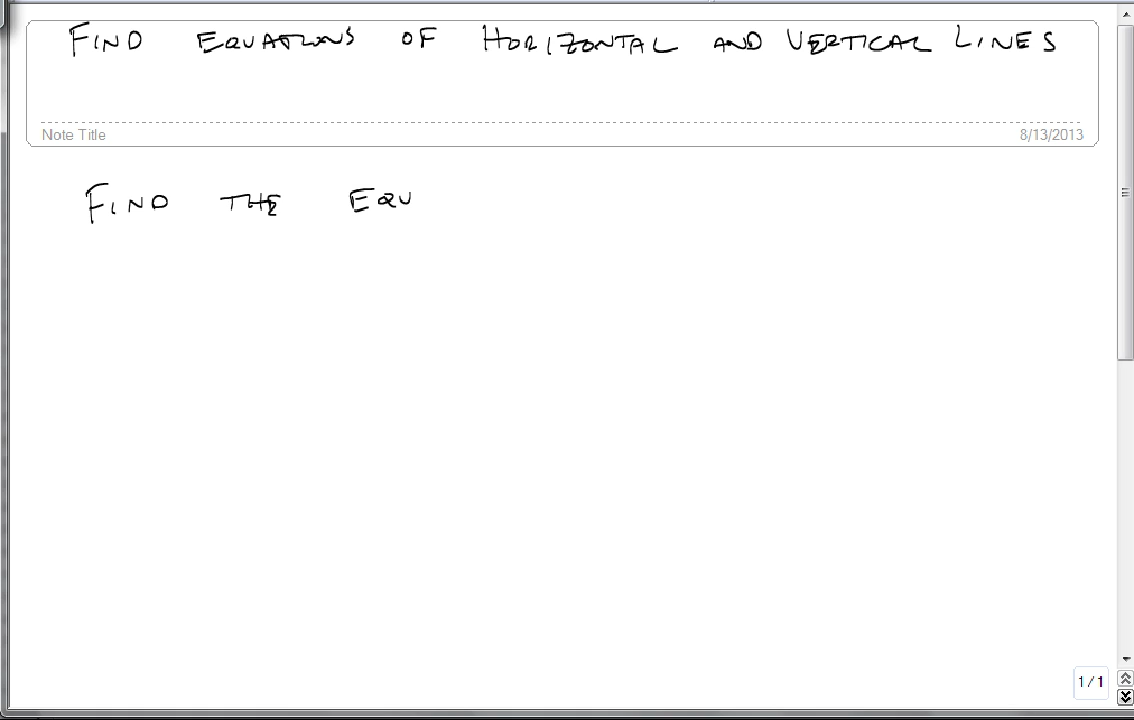 FIND EQUATIONS OF HORIZONTAL AND VERTICAL LINES
Note Title
8/13/2013
FIND THE EQU
1/1